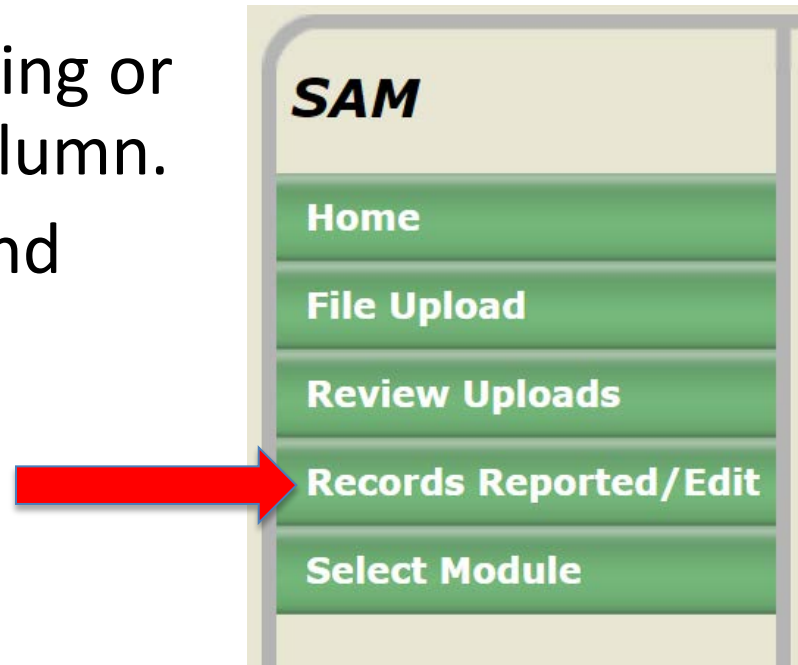 ing or
lumn.
nd
SAM
Home
File Upload
Review Uploads
Records Reported/Edit
Select Module